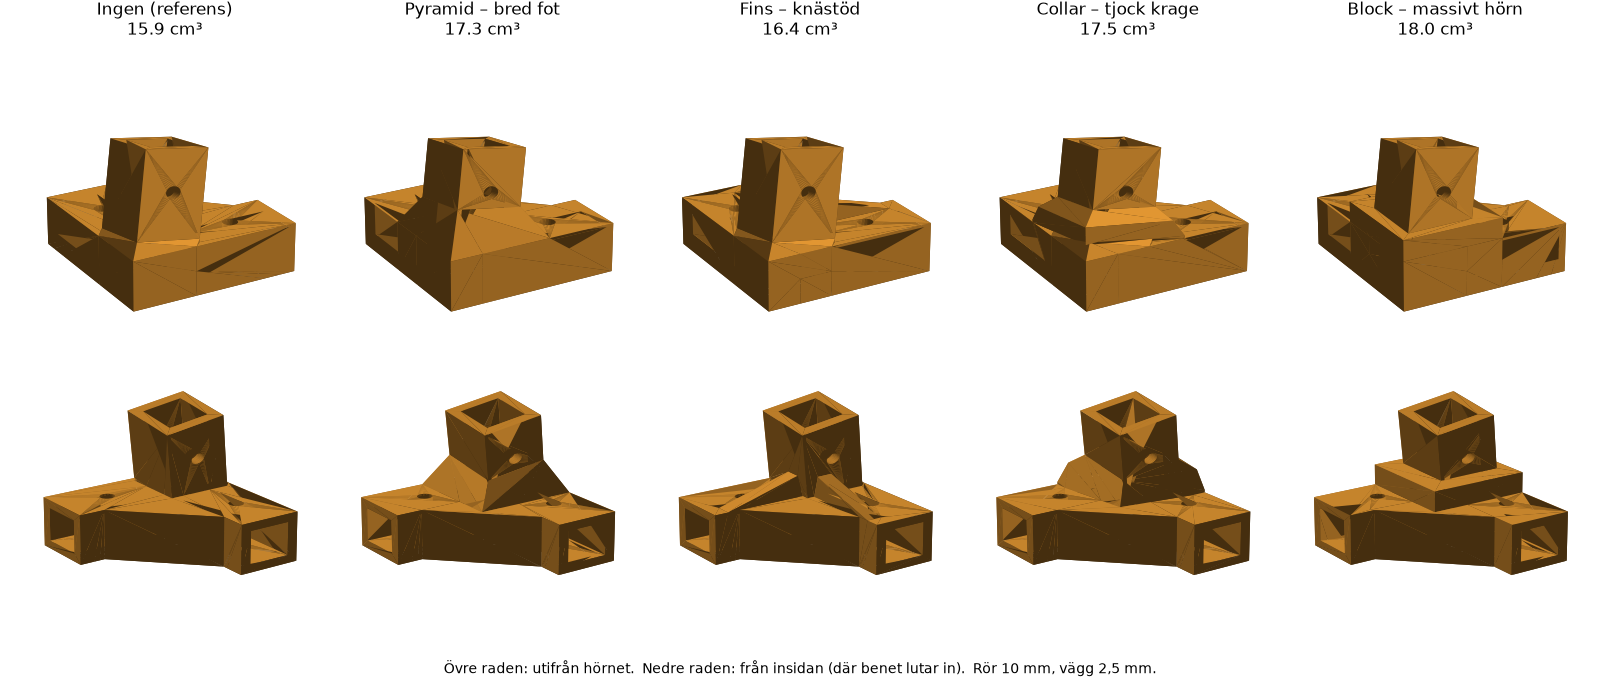 Ingen (referens)
15.9 cm³
Pyramid – bred fot
17.3 cm³
Fins – knästöd
16.4 cm³
Collar – tjock krage
17.5 cm³
Block – massivt hörn
18.0 cm³
Övre raden: utifrån hörnet.  Nedre raden: från insidan (där benet lutar in).  Rör 10 mm, vägg 2,5 mm.